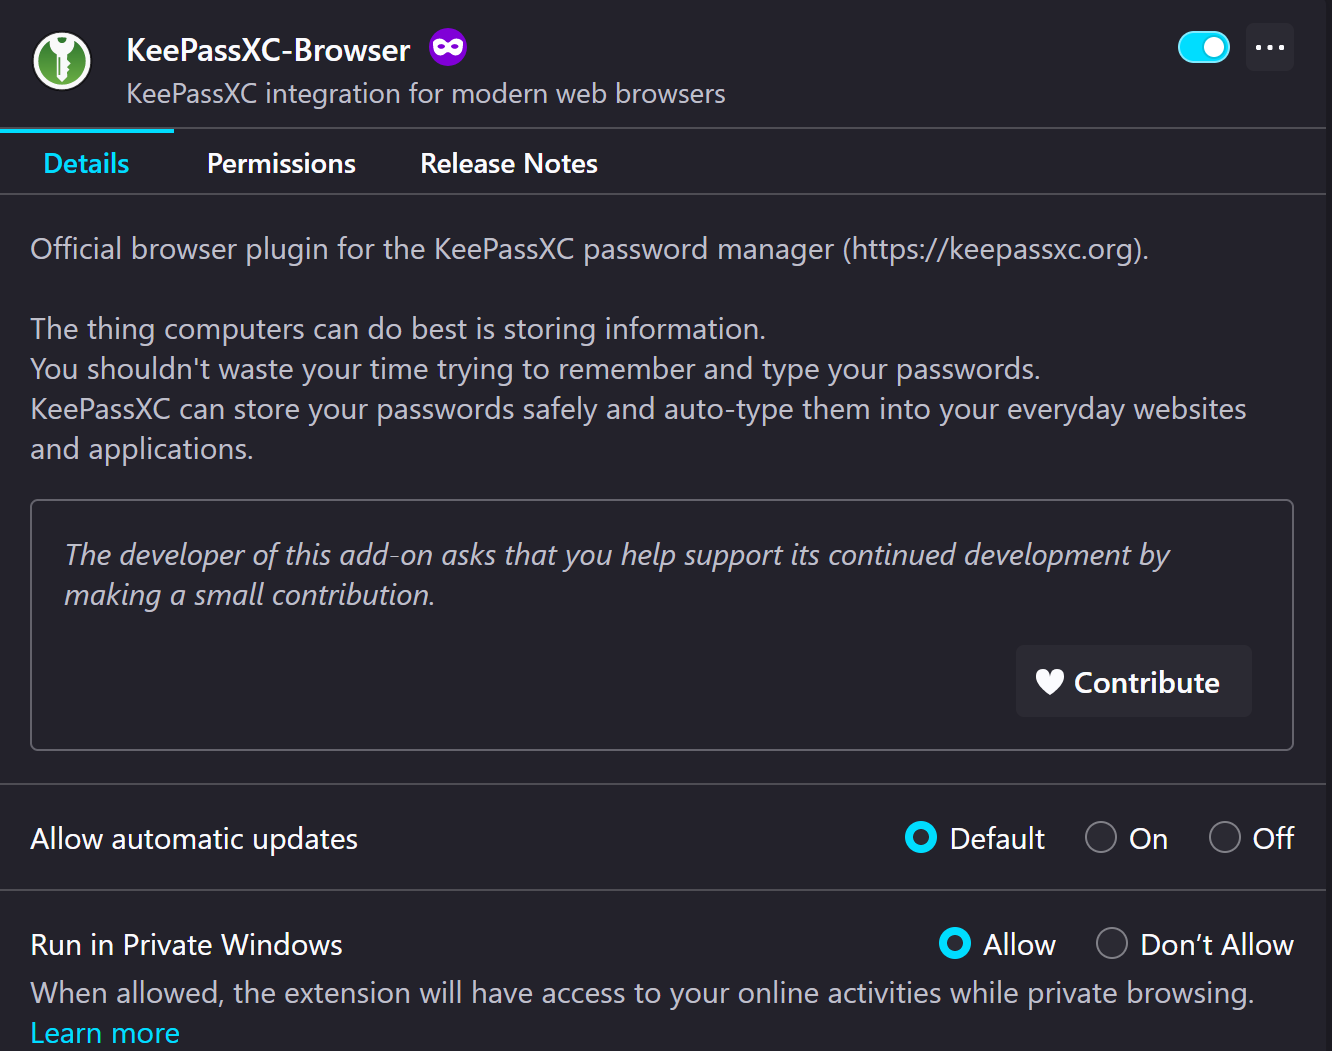 KeePassXC-Browser
KeePassXC integration for modern web browsers
Details Permissions Release Notes
Official browser plugin for the KeePassXC password manager (https://keepassxc.org).
The thing computers can do best is storing information.
You shouldn't waste your time trying to remember and type your passwords.
KeePassXC can store your passwords safely and auto-type them into your everyday websites
and applications.
The developer of this add-on asks that you help support its continued development by
making a small contribution.
Contribute
Allow automatic updates Default On Off
Run in Private Windows Allow Don’t Allow
When allowed, the extension will have access to your online activities while private browsing.
Learn more